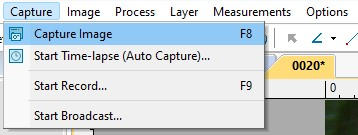 Capture Image Process Layer Measurements Options
Capture Image F8
Start Time-lapse (Auto Capture)...
0020*
Start Record... F9
0
Start Broadcast...